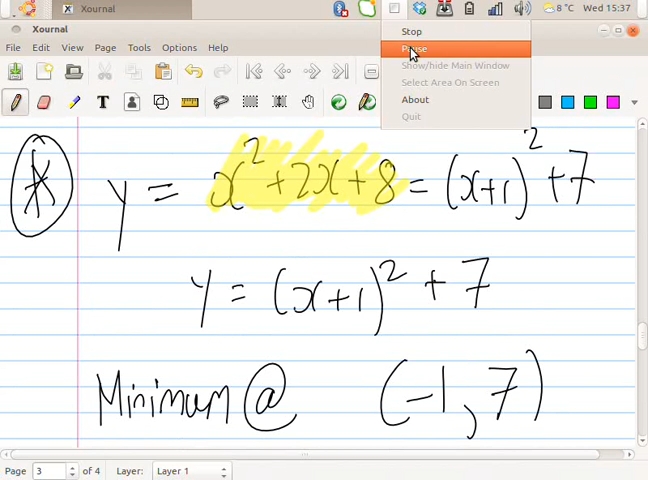 Xournal
8 °C Wed 15:37
File Edit View Page Tools Options Help
Stop
Pause
Show/hide Main Window
Select Area On Screen
About
Quit
y = x² + 2x + 8 = (x+1)² + 7
y = (x+1)² + 7
Minimum @ (-1, 7)
Page 3 of 4 Layer: Layer 1